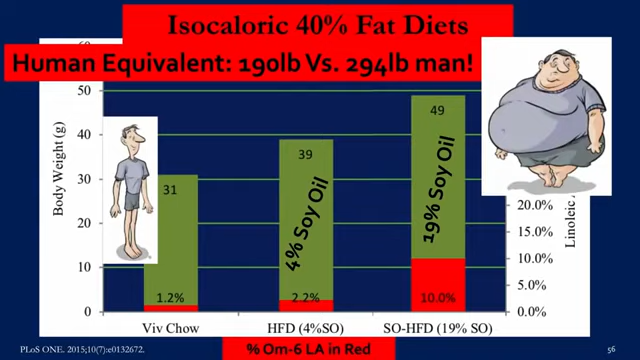 Isocaloric 40% Fat Diets
Human Equivalent: 190lb Vs. 294lb man!
50
40
30
20
10
0
Body Weight (g)
31
1.2%
39
4% Soy Oil
2.2%
49
19% Soy Oil
10.0%
20.0%
15.0%
10.0%
5.0%
0.0%
Linoleic
Viv Chow
HFD (4%SO)
SO-HFD (19% SO)
% Om-6 LA in Red
PLoS ONE. 2015;10(7):e0132672.
56